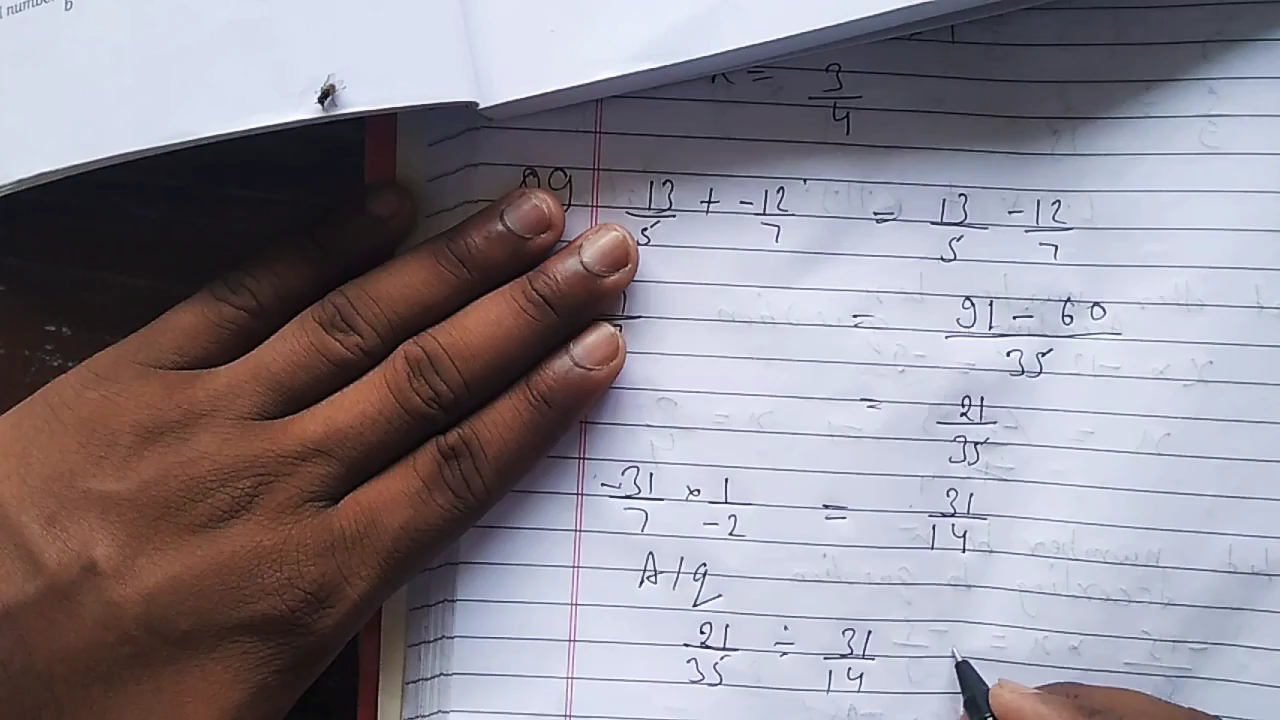 b
= 3/4
13/5 + -12/7 = 13/5 -12/7
= 91 - 60/35
= 21/35
-31/7 × 1/-2 = 31/14
A/q
21/35 ÷ 31/14